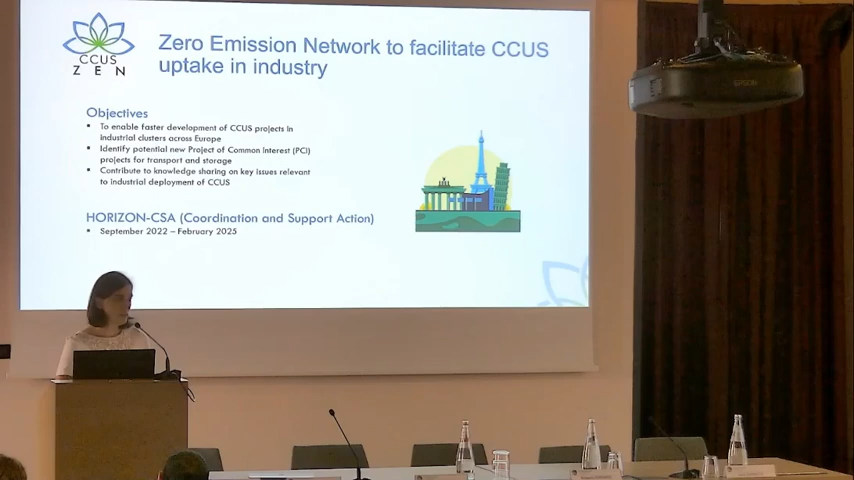 CCUS
ZEN
Zero Emission Network to facilitate CCUS
uptake in industry
Objectives
▪ To enable faster development of CCUS projects in
industrial clusters across Europe
▪ Identify potential new Project of Common Interest (PCI)
projects for transport and storage
▪ Contribute to knowledge sharing on key issues relevant
to industrial deployment of CCUS
HORIZON-CSA (Coordination and Support Action)
▪ September 2022 – February 2025
EPSON